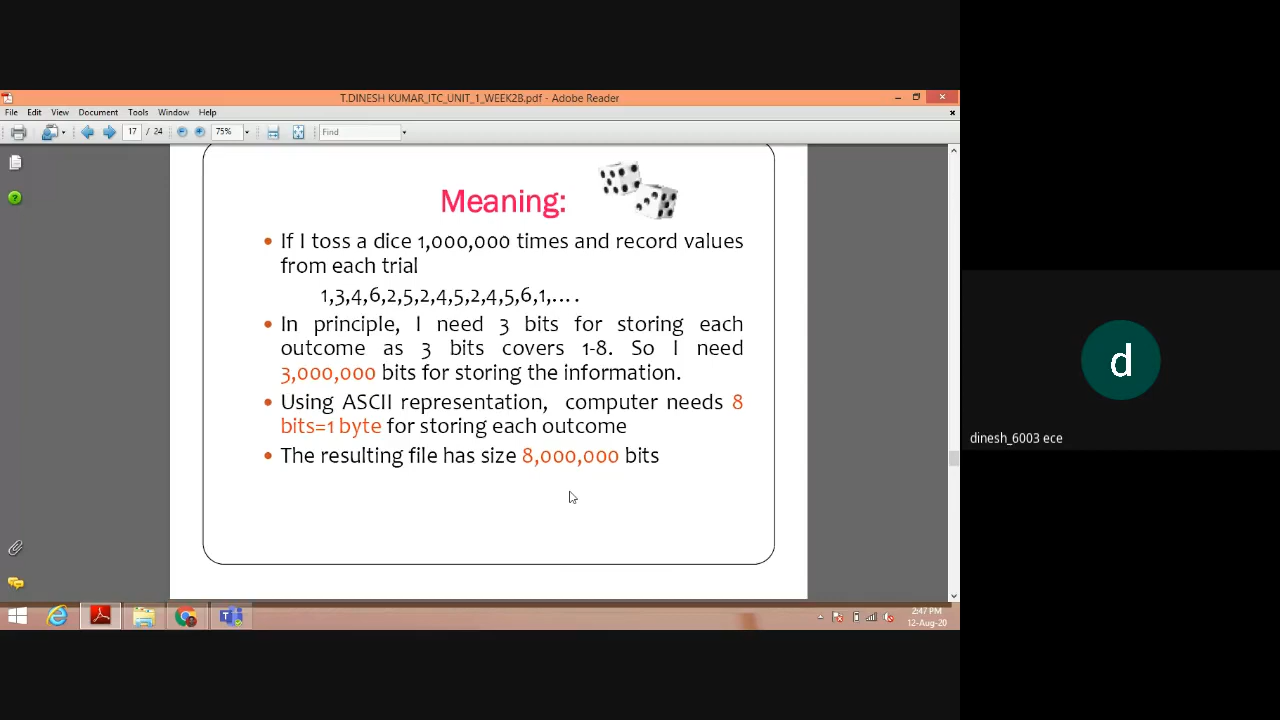 T.DINESH KUMAR_ITC_UNIT_1_WEEK2B.pdf - Adobe Reader
File Edit View Document Tools Window Help
17 / 24 75% Find
Meaning:
• If I toss a dice 1,000,000 times and record values
from each trial
1,3,4,6,2,5,2,4,5,2,4,5,6,1,....
• In principle, I need 3 bits for storing each
outcome as 3 bits covers 1-8. So I need
3,000,000 bits for storing the information.
• Using ASCII representation, computer needs 8
bits=1 byte for storing each outcome
• The resulting file has size 8,000,000 bits
d
dinesh_6003 ece
2:47 PM
12-Aug-20